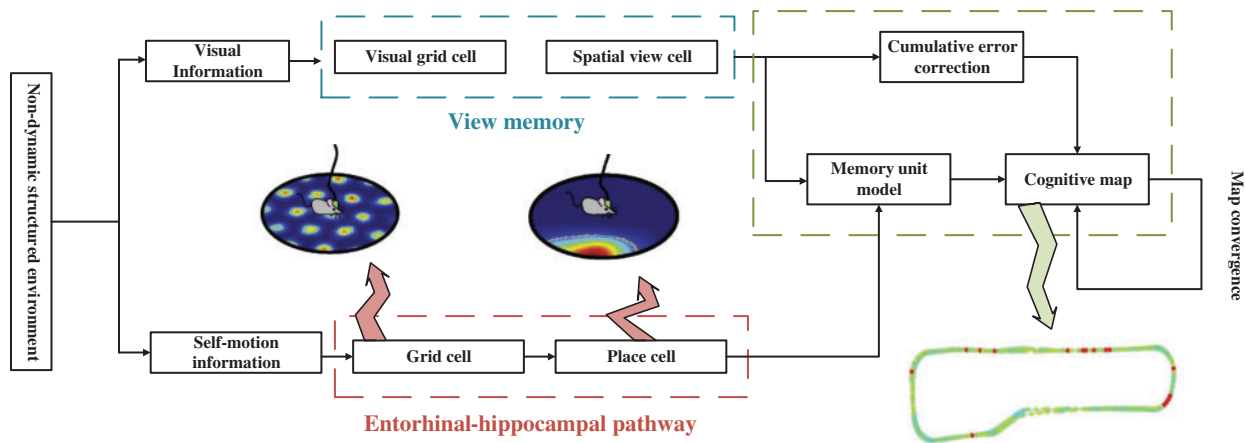 Non-dynamic structured environment
Visual
Information
Visual grid cell
Spatial view cell
View memory
Cumulative error
correction
Memory unit
model
Cognitive map
Map convergence
Self-motion
information
Grid cell
Place cell
Entorhinal-hippocampal pathway